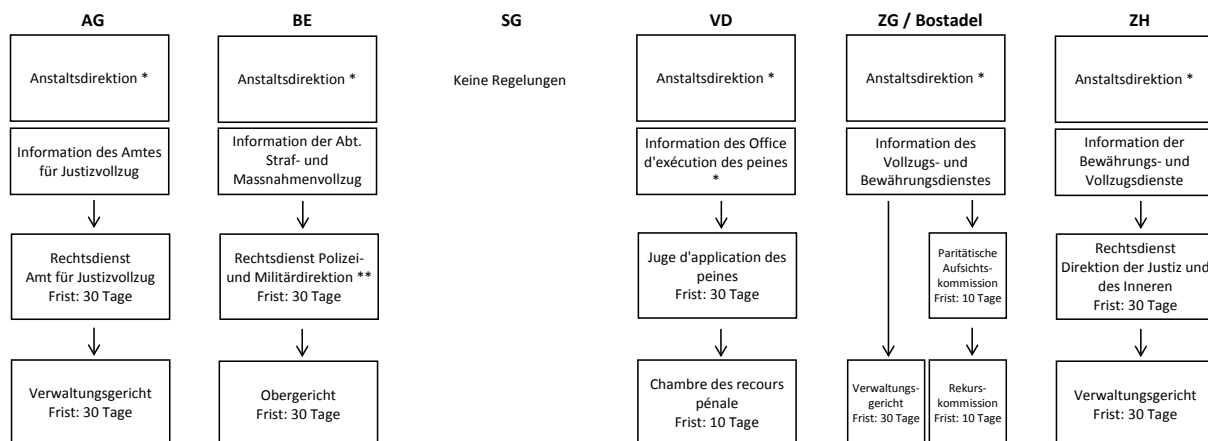 AG
BE
SG
VD
ZG / Bostadel
ZH
Anstaltsdirektion *
Anstaltsdirektion *
Keine Regelungen
Anstaltsdirektion *
Anstaltsdirektion *
Anstaltsdirektion *
Information des Amtes
für Justizvollzug
Information der Abt.
Straf- und
Massnahmenvollzug
Information des Office
d'exécution des peines
*
Information des
Vollzugs- und
Bewährungsdienstes
Information der
Bewährungs- und
Vollzugsdienste
Rechtsdienst
Amt für Justizvollzug
Frist: 30 Tage
Rechtsdienst Polizei-
und Militärdirektion **
Frist: 30 Tage
Juge d'application des
peines
Frist: 30 Tage
Paritätische
Aufsichts-
kommission
Frist: 10 Tage
Rechtsdienst
Direktion der Justiz und
des Inneren
Frist: 30 Tage
Verwaltungsgericht
Frist: 30 Tage
Obergericht
Frist: 30 Tage
Chambre des recours
pénale
Frist: 10 Tage
Verwaltungs-
gericht
Frist: 30 Tage
Rekurs-
kommission
Frist: 10 Tage
Verwaltungsgericht
Frist: 30 Tage